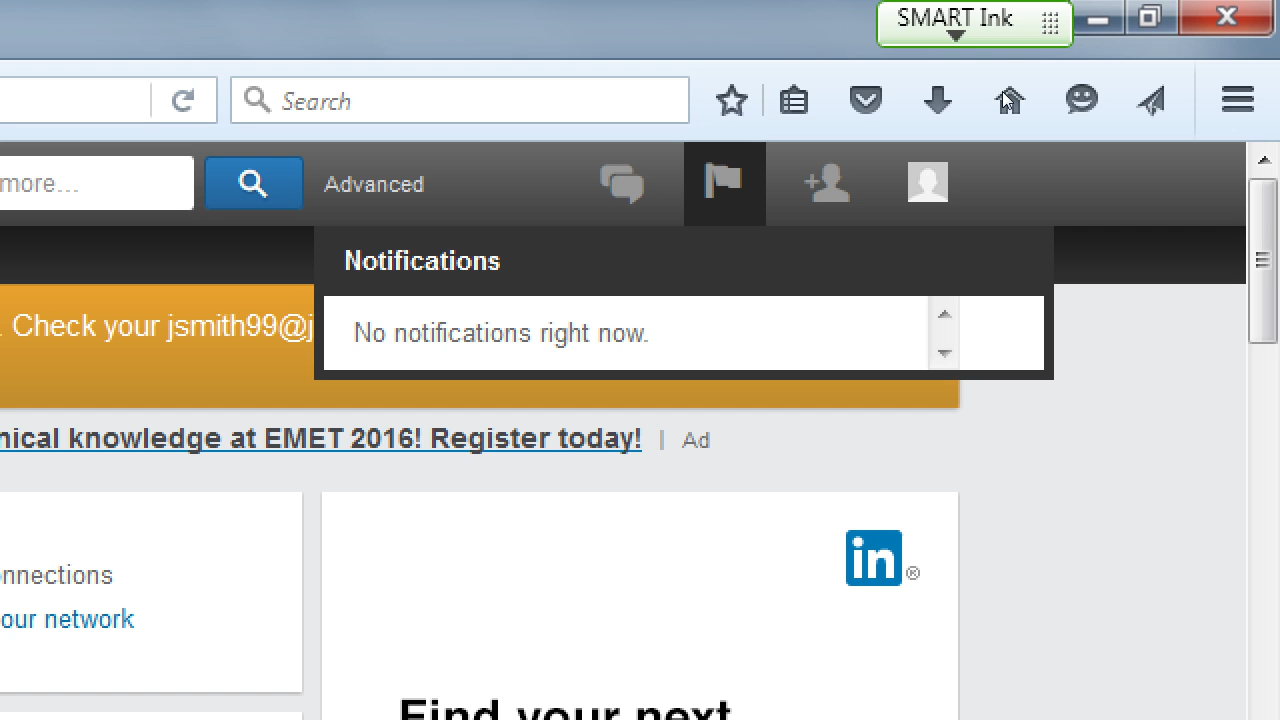 SMART Ink
Search
more...
Advanced
Notifications
. Check your jsmith99@j
No notifications right now.
nical knowledge at EMET 2016! Register today! | Ad
in®
onnections
our network
Find your next